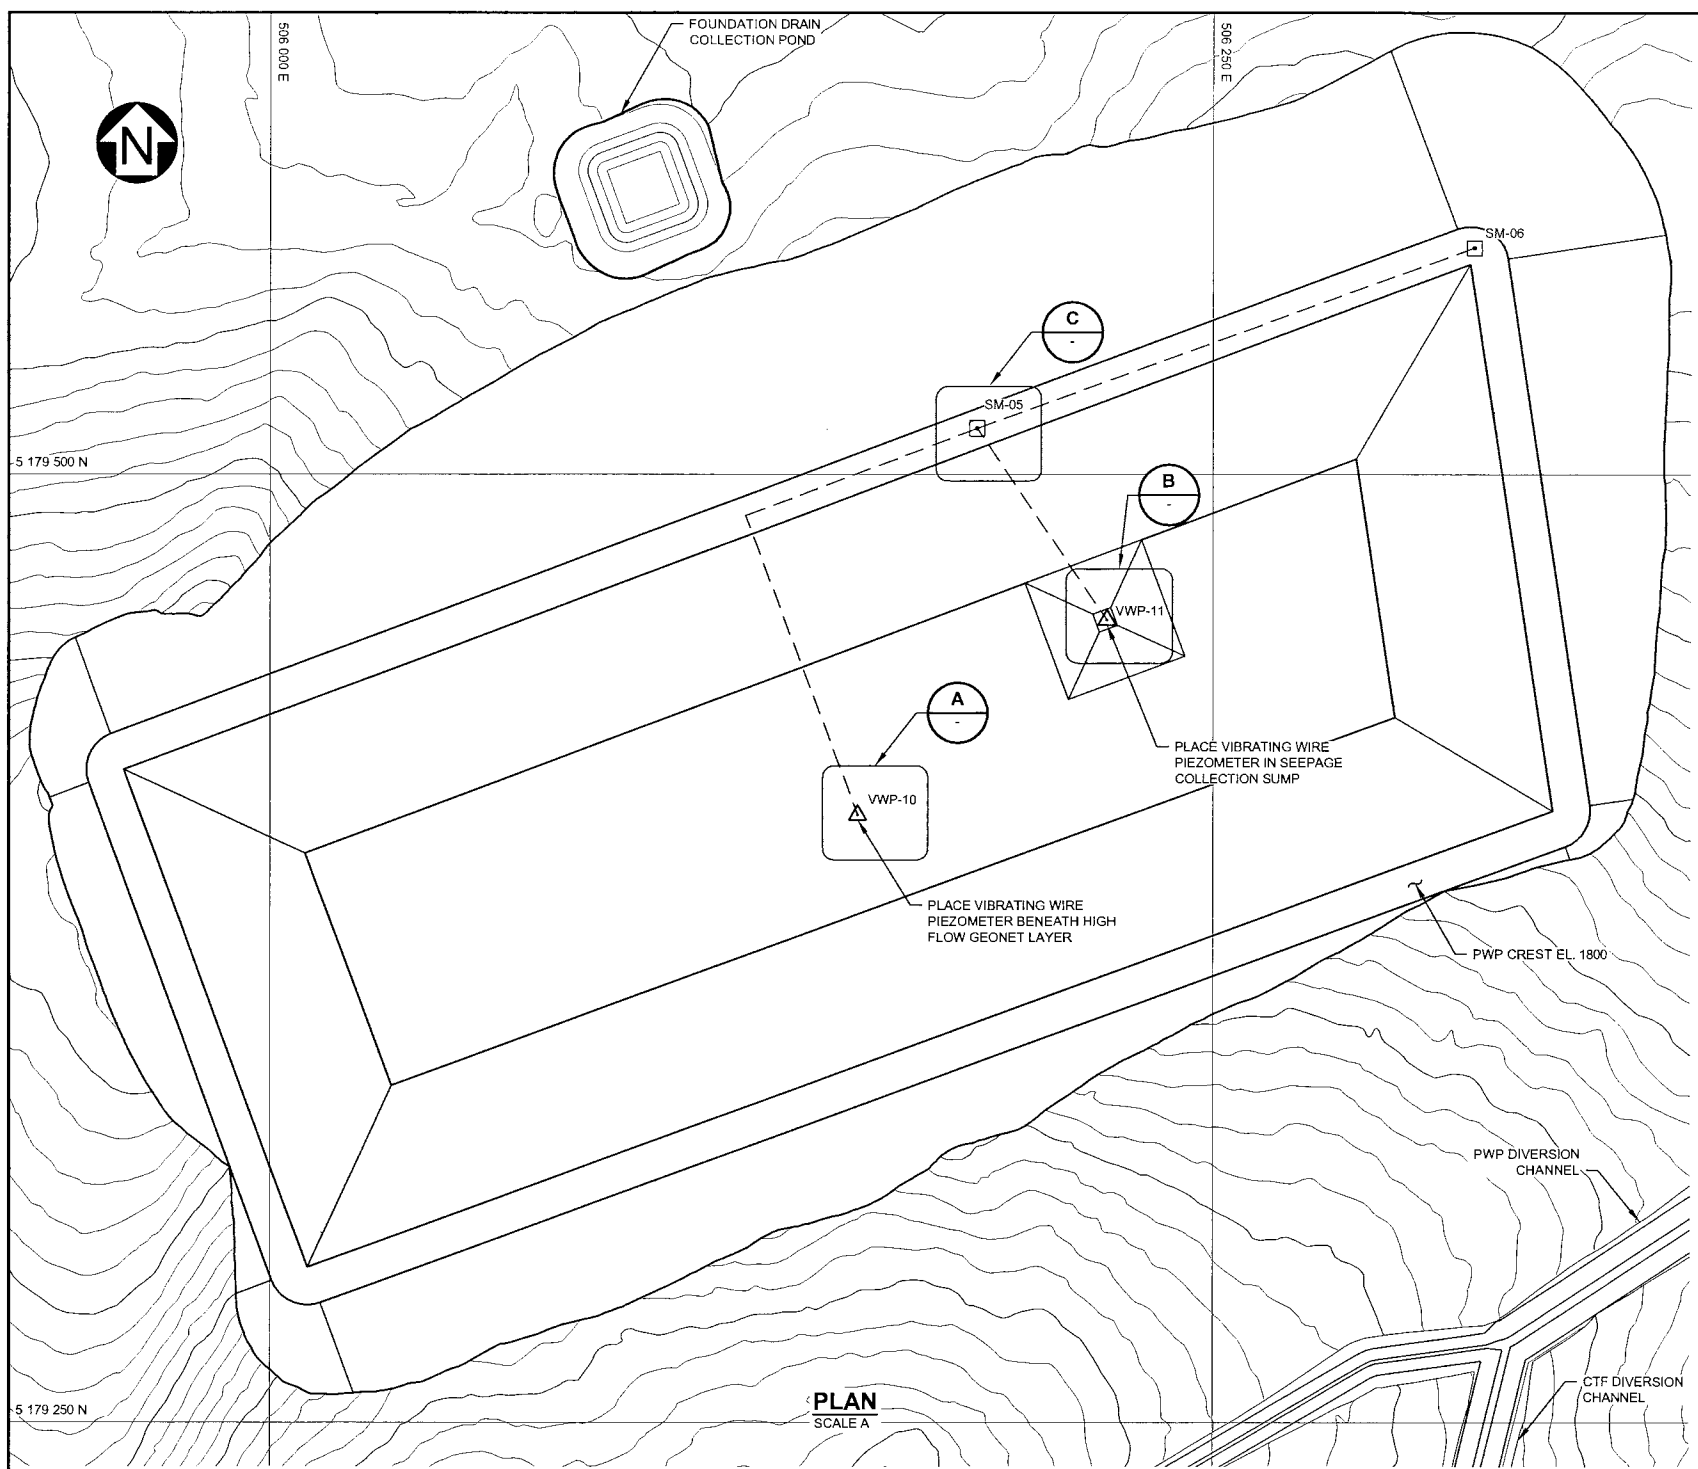 FOUNDATION DRAIN
COLLECTION POND
506 000 E
506 250 E
N
SM-06
C
-
SM-05
5 179 500 N
B
-
VWP-11
A
-
PLACE VIBRATING WIRE
PIEZOMETER IN SEEPAGE
COLLECTION SUMP
VWP-10
PLACE VIBRATING WIRE
PIEZOMETER BENEATH HIGH
FLOW GEONET LAYER
PWP CREST EL. 1800
PWP DIVERSION
CHANNEL
CTF DIVERSION
CHANNEL
5 179 250 N
PLAN
SCALE A